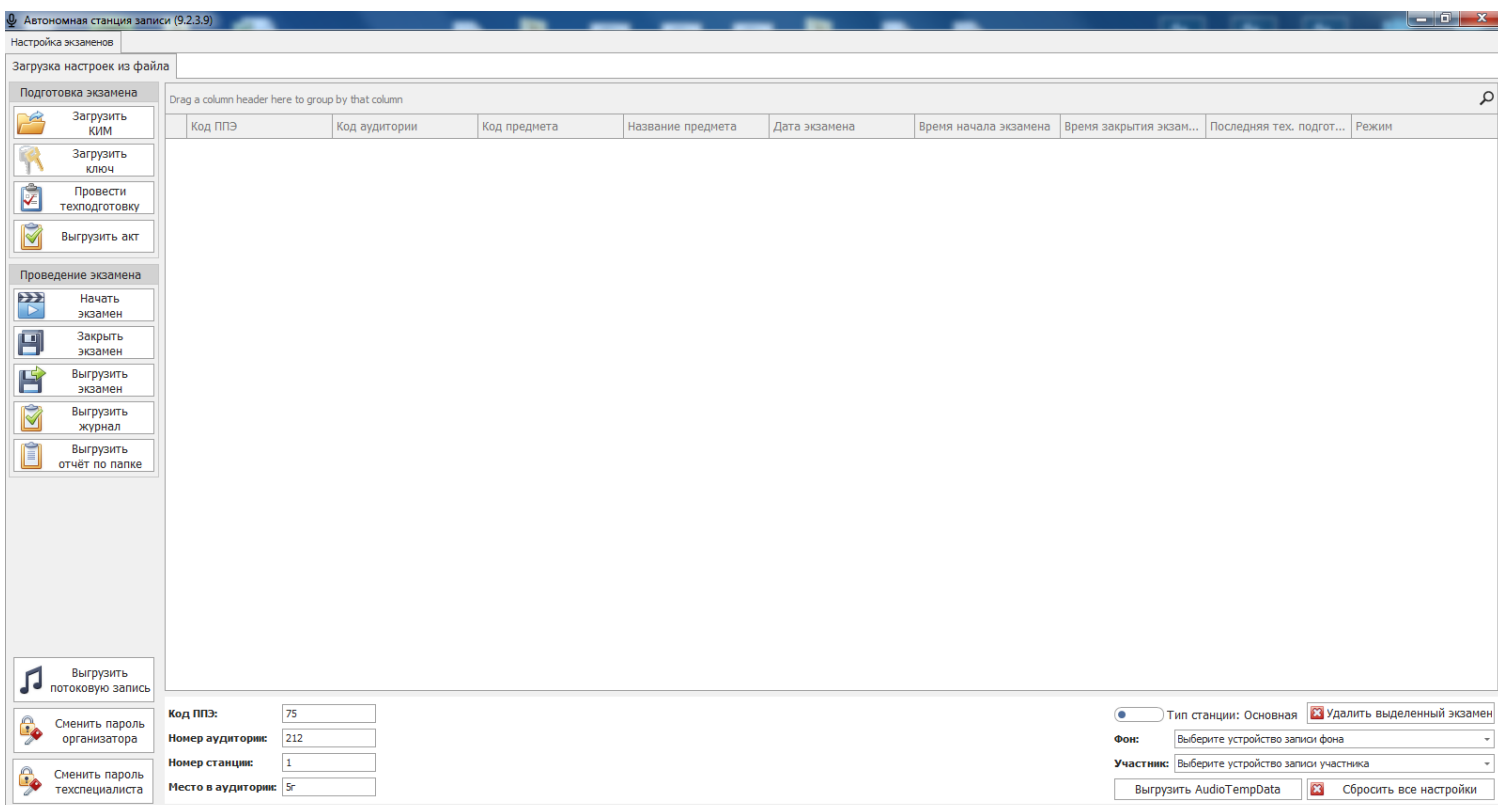 Автономная станция записи (9.2.3.9)
Настройка экзаменов
Загрузка настроек из файла
Подготовка экзамена
Загрузить
КИМ
Загрузить
ключ
Провести
техподготовку
Выгрузить акт
Проведение экзамена
Начать
экзамен
Закрыть
экзамен
Выгрузить
экзамен
Выгрузить
журнал
Выгрузить
отчёт по папке
Выгрузить
потоковую запись
Сменить пароль
организатора
Сменить пароль
техспециалиста
Drag a column header here to group by that column
Код ППЭ Код аудитории Код предмета Название предмета Дата экзамена Время начала экзамена Время закрытия экзам... Последняя тех. подгот... Режим
Код ППЭ: 75
Номер аудитории: 212
Номер станции: 1
Место в аудитории: 5г
Тип станции: Основная Удалить выделенный экзамен
Фон: Выберите устройство записи фона
Участник: Выберите устройство записи участника
Выгрузить AudioTempData Сбросить все настройки